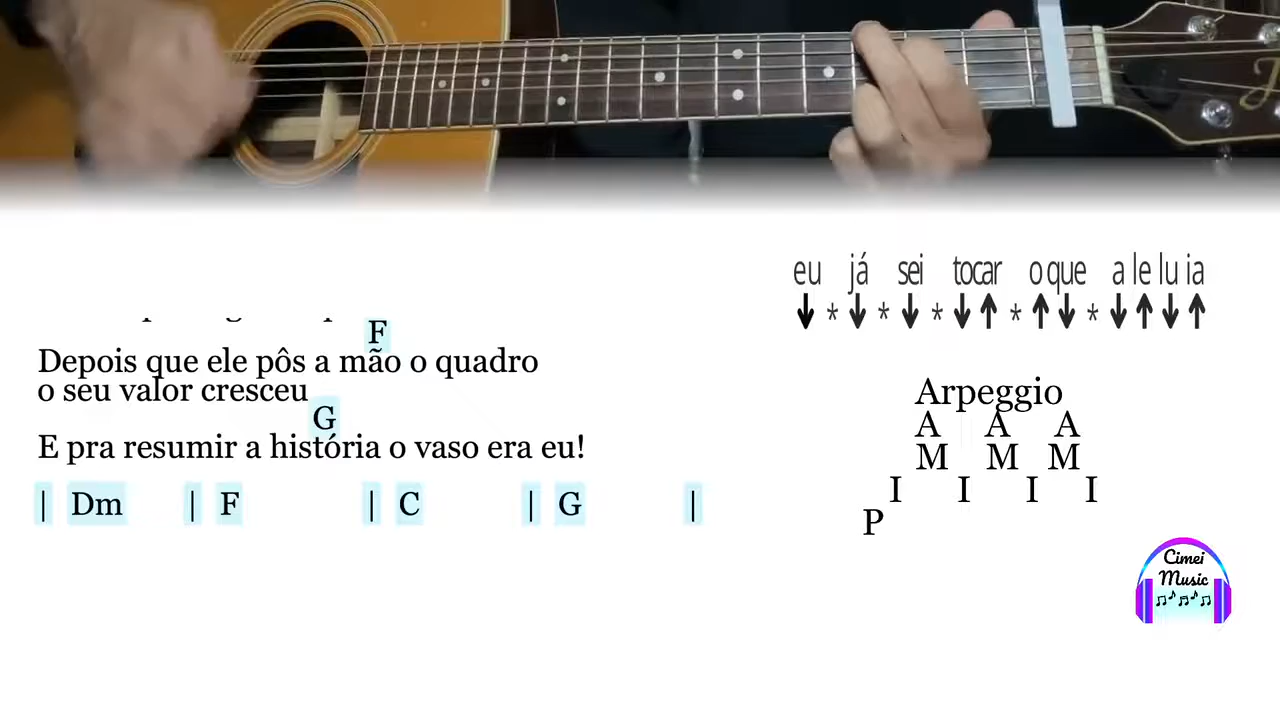 eu já sei tocar o que a le lu ia
↓ * ↓ * ↓ * ↓ ↑ * ↑ ↓ * ↓ ↑ ↓ ↑
F
Depois que ele pôs a mão o quadro
o seu valor cresceu
G
E pra resumir a história o vaso era eu!
| Dm | F | C | G |
Arpeggio
A A A
M M M
I I I I
P
Cimei
Music